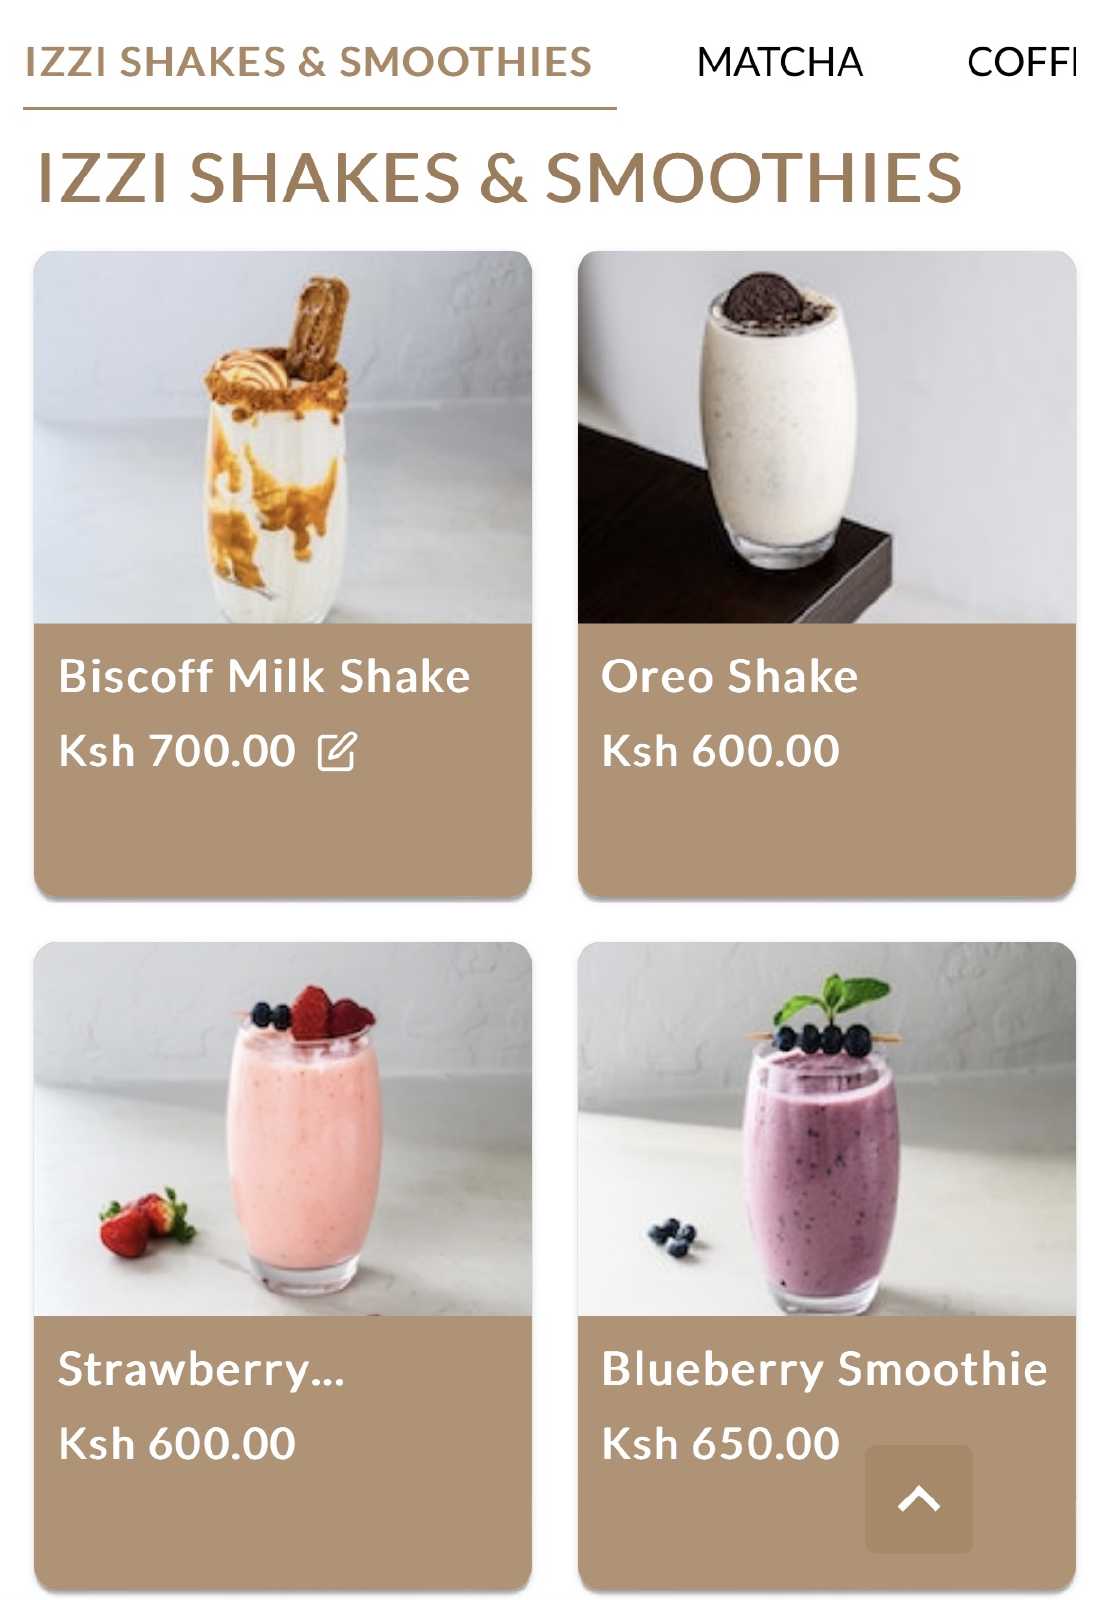 IZZI SHAKES & SMOOTHIES MATCHA COFF
IZZI SHAKES & SMOOTHIES
Biscoff Milk Shake
Ksh 700.00
Oreo Shake
Ksh 600.00
Strawberry...
Ksh 600.00
Blueberry Smoothie
Ksh 650.00